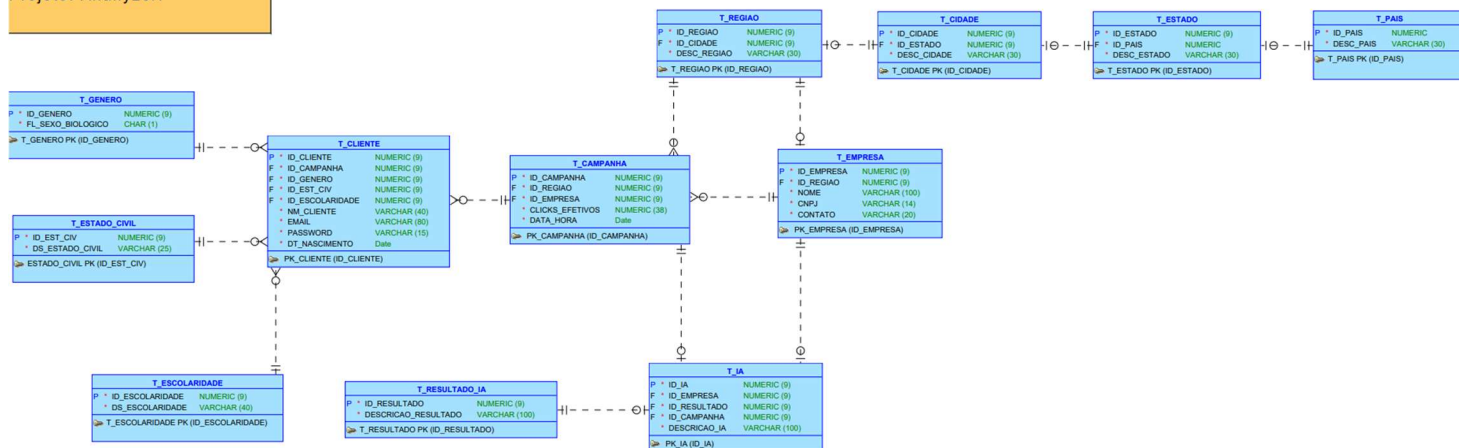 T_REGIAO
P * ID_REGIAO NUMERIC (9)
F * ID_CIDADE NUMERIC (9)
* DESC_REGIAO VARCHAR (30)
T_REGIAO PK (ID_REGIAO)
T_CIDADE
P * ID_CIDADE NUMERIC (9)
F * ID_ESTADO NUMERIC (9)
* DESC_CIDADE VARCHAR (30)
T_CIDADE PK (ID_CIDADE)
T_ESTADO
P * ID_ESTADO NUMERIC (9)
F * ID_PAIS NUMERIC
* DESC_ESTADO VARCHAR (30)
T_ESTADO PK (ID_ESTADO)
T_PAIS
P * ID_PAIS NUMERIC
* DESC_PAIS VARCHAR (30)
T_PAIS PK (ID_PAIS)
T_GENERO
P * ID_GENERO NUMERIC (9)
* FL_SEXO_BIOLOGICO CHAR (1)
T_GENERO PK (ID_GENERO)
T_CLIENTE
P * ID_CLIENTE NUMERIC (9)
F * ID_CAMPANHA NUMERIC (9)
F * ID_GENERO NUMERIC (9)
F * ID_EST_CIV NUMERIC (9)
F * ID_ESCOLARIDADE NUMERIC (9)
* NM_CLIENTE VARCHAR (40)
* EMAIL VARCHAR (80)
* PASSWORD VARCHAR (15)
* DT_NASCIMENTO Date
PK_CLIENTE (ID_CLIENTE)
T_CAMPANHA
P * ID_CAMPANHA NUMERIC (9)
F * ID_REGIAO NUMERIC (9)
F * ID_EMPRESA NUMERIC (9)
* CLICKS_EFETIVOS NUMERIC (38)
* DATA_HORA Date
PK_CAMPANHA (ID_CAMPANHA)
T_EMPRESA
P * ID_EMPRESA NUMERIC (9)
F * ID_REGIAO NUMERIC (9)
* NOME VARCHAR (100)
* CNPJ VARCHAR (14)
* CONTATO VARCHAR (20)
PK_EMPRESA (ID_EMPRESA)
T_ESTADO_CIVIL
P * ID_EST_CIV NUMERIC (9)
* DS_ESTADO_CIVIL VARCHAR (25)
ESTADO_CIVIL PK (ID_EST_CIV)
T_ESCOLARIDADE
P * ID_ESCOLARIDADE NUMERIC (9)
* DS_ESCOLARIDADE VARCHAR (40)
T_ESCOLARIDADE PK (ID_ESCOLARIDADE)
T_RESULTADO_IA
P * ID_RESULTADO NUMERIC (9)
* DESCRICAO_RESULTADO VARCHAR (100)
T_RESULTADO PK (ID_RESULTADO)
T_IA
P * ID_IA NUMERIC (9)
F * ID_EMPRESA NUMERIC (9)
F * ID_RESULTADO NUMERIC (9)
F * ID_CAMPANHA NUMERIC (9)
* DESCRICAO_IA VARCHAR (100)
PK_IA (ID_IA)